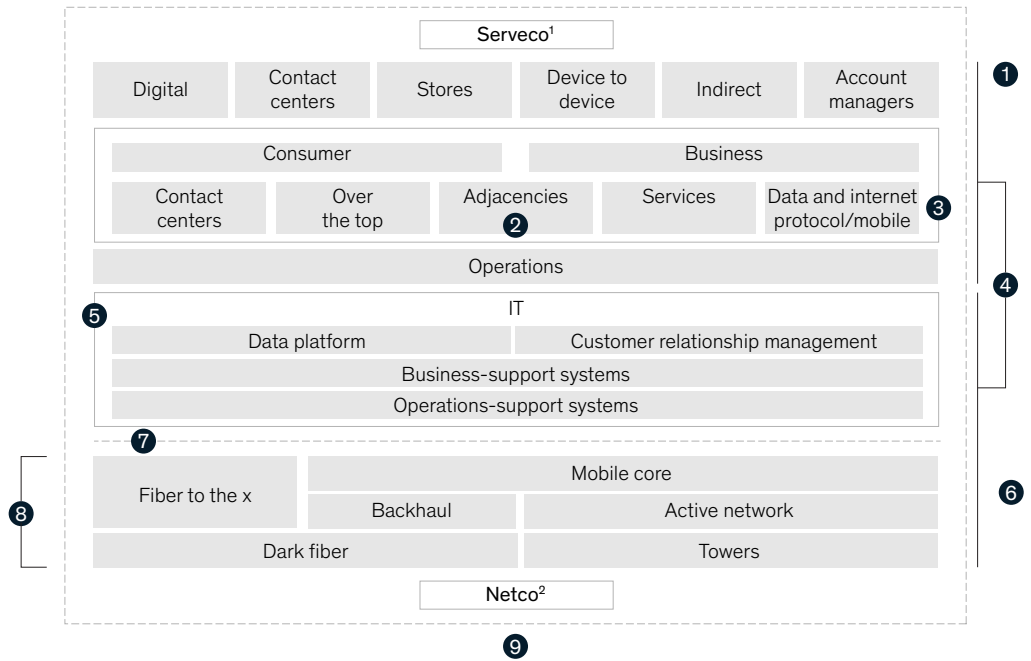 Serveco¹
1
Digital
Contact
centers
Stores
Device to
device
Indirect
Account
managers
Consumer
Business
Contact
centers
Over
the top
Adjacencies
2
Services
Data and internet
protocol/mobile
3
Operations
4
5
IT
Data platform
Customer relationship management
Business-support systems
Operations-support systems
7
Fiber to the x
Mobile core
6
8
Backhaul
Active network
Dark fiber
Towers
Netco²
9